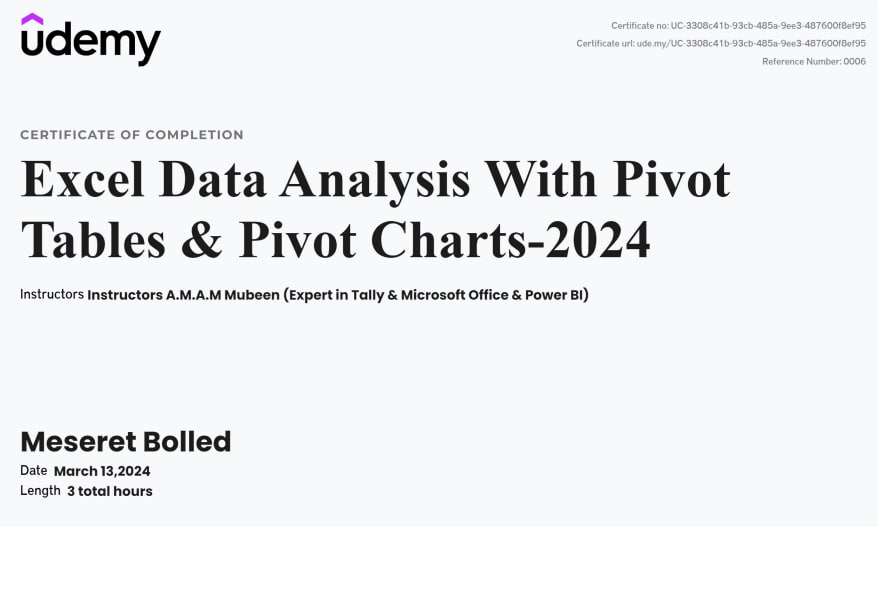 udemy
Certificate no: UC-3308c41b-93cb-485a-9ee3-487600f8ef95
Certificate url: ude.my/UC-3308c41b-93cb-485a-9ee3-487600f8ef95
Reference Number: 0006
CERTIFICATE OF COMPLETION
Excel Data Analysis With Pivot
Tables & Pivot Charts-2024
Instructors Instructors A.M.A.M Mubeen (Expert in Tally & Microsoft Office & Power BI)
Meseret Bolled
Date March 13,2024
Length 3 total hours